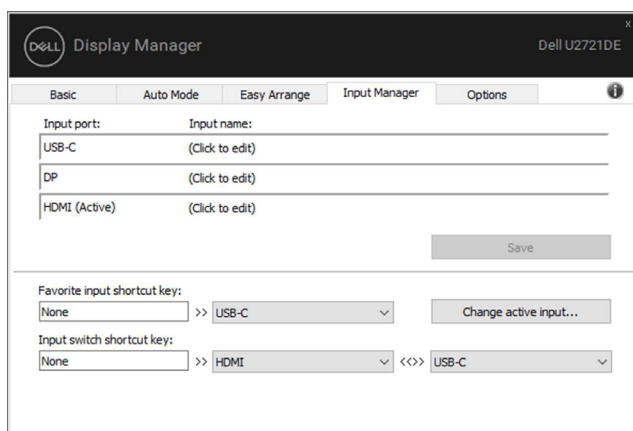 x
DELL Display Manager Dell U2721DE
Basic Auto Mode Easy Arrange Input Manager Options i
Input port: Input name:
USB-C (Click to edit)
DP (Click to edit)
HDMI (Active) (Click to edit)
Save
Favorite input shortcut key:
None >> USB-C Change active input...
Input switch shortcut key:
None >> HDMI <<>> USB-C